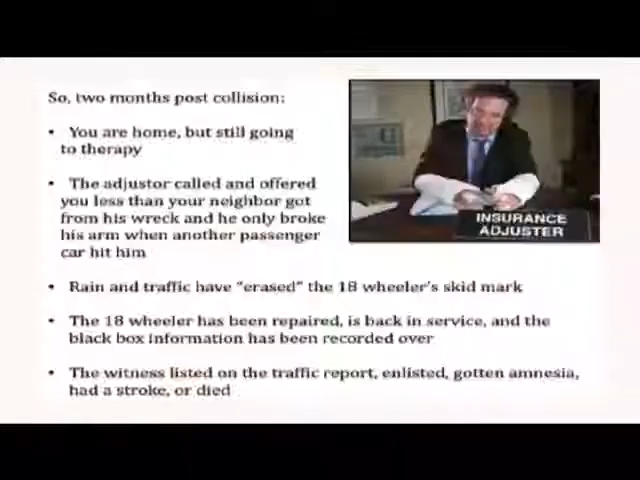 So, two months post collision:
• You are home, but still going
to therapy
• The adjustor called and offered
you less than your neighbor got
from his wreck and he only broke
his arm when another passenger
car hit him
INSURANCE
ADJUSTER
• Rain and traffic have “erased” the 18 wheeler’s skid mark
• The 18 wheeler has been repaired, is back in service, and the
black box information has been recorded over
• The witness listed on the traffic report, enlisted, gotten amnesia,
had a stroke, or died